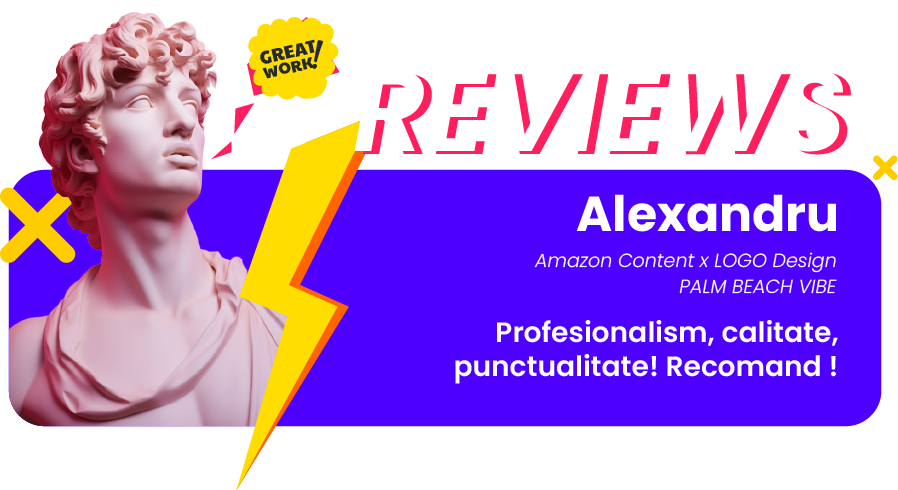 GREAT
WORK!
REVIEWS
Alexandru
Amazon Content x LOGO Design
PALM BEACH VIBE
Profesionalism, calitate,
punctualitate! Recomand !